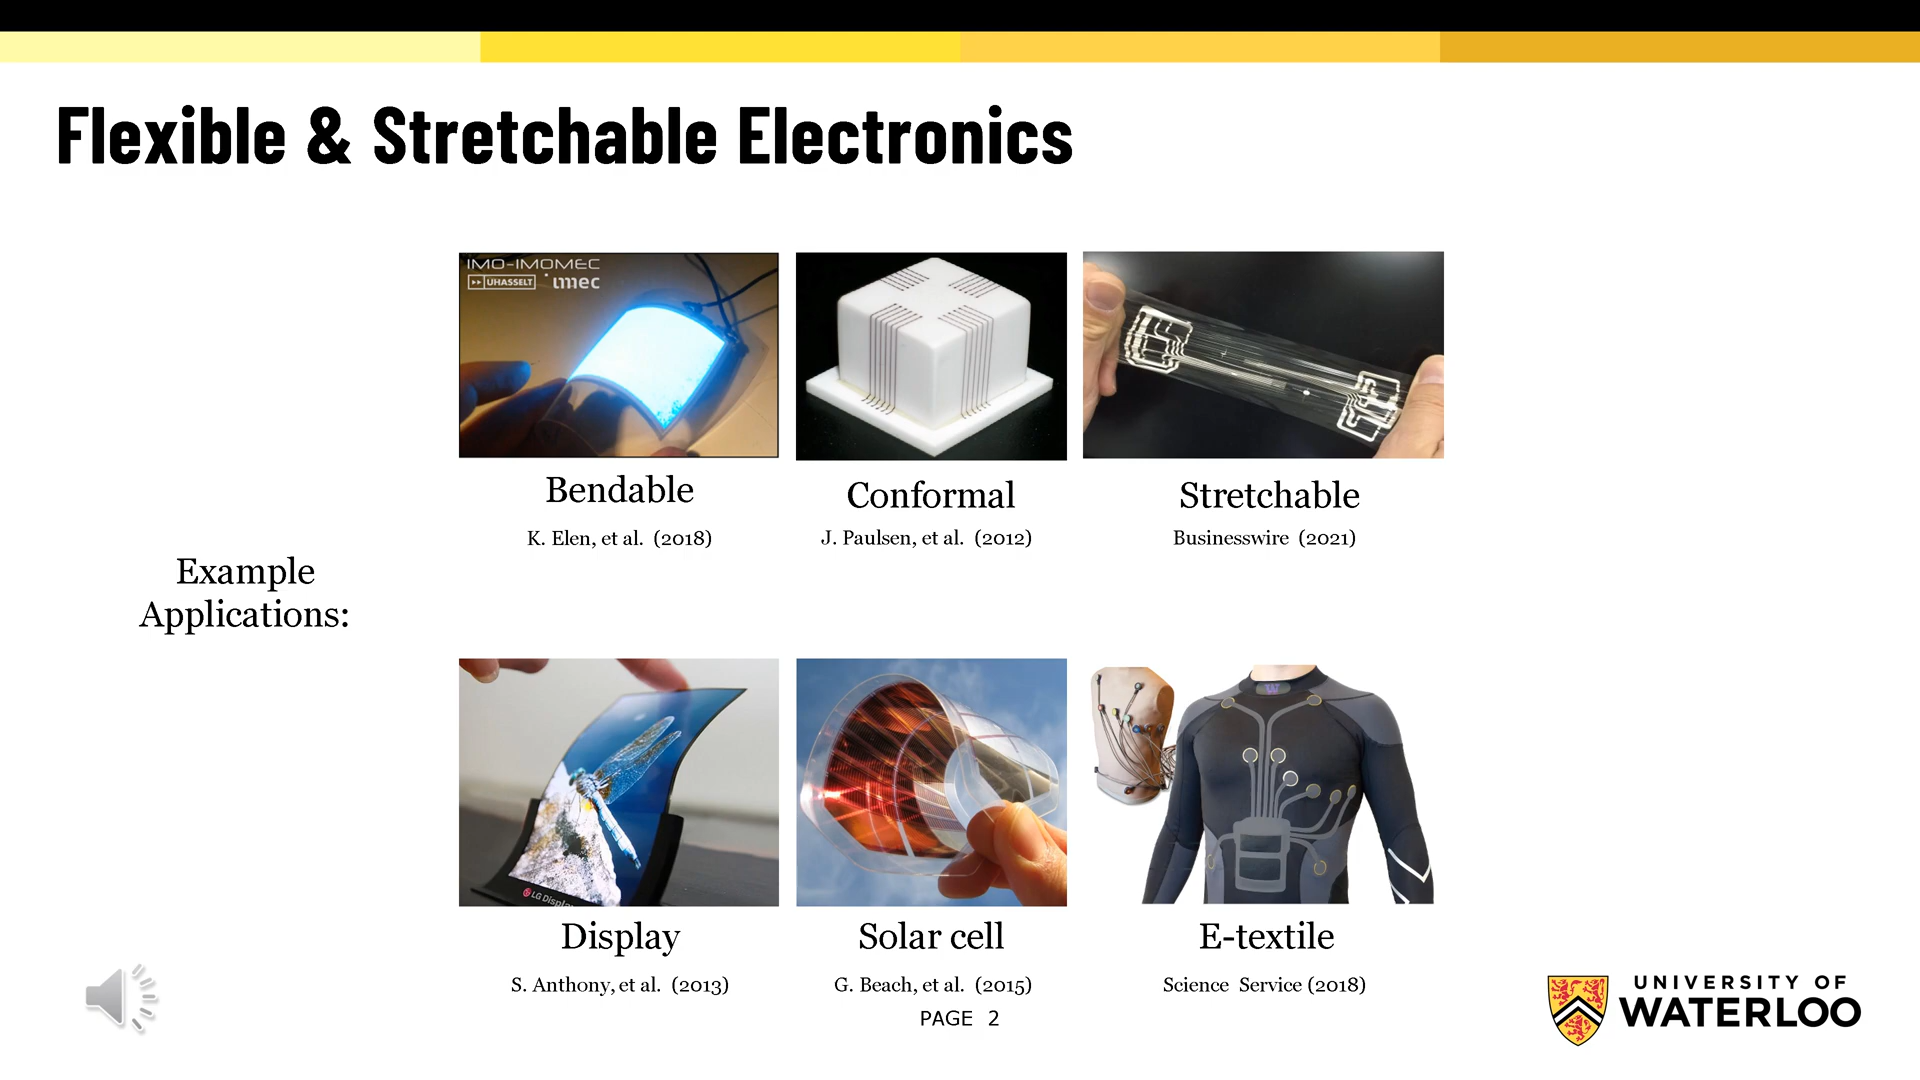 Flexible & Stretchable Electronics
IMO-IMOMEC
UHASSELT imec
Bendable
Conformal
Stretchable
K. Elen, et al. (2018)
J. Paulsen, et al. (2012)
Businesswire (2021)
Example
Applications:
LG Display
W
Display
Solar cell
E-textile
S. Anthony, et al. (2013)
G. Beach, et al. (2015)
Science Service (2018)
PAGE 2
UNIVERSITY OF
WATERLOO